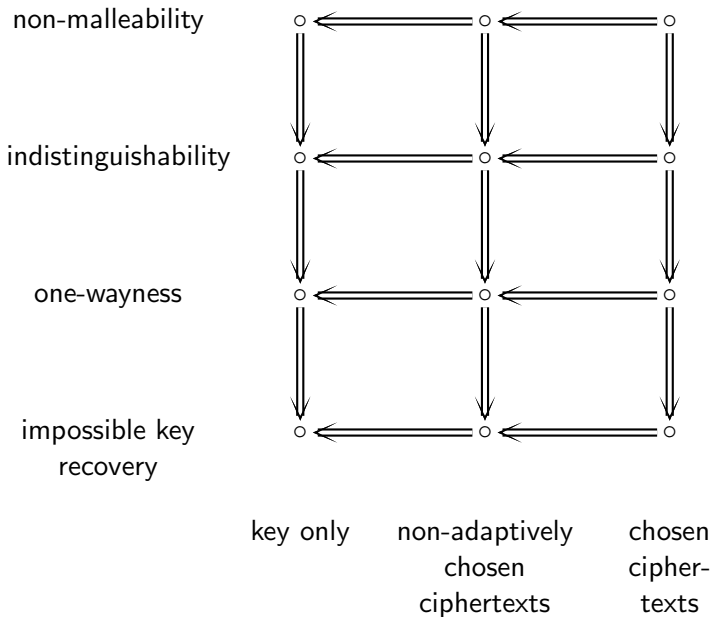 non-malleability
indistinguishability
one-wayness
impossible key
recovery
key only
non-adaptively
chosen
ciphertexts
chosen
cipher-
texts